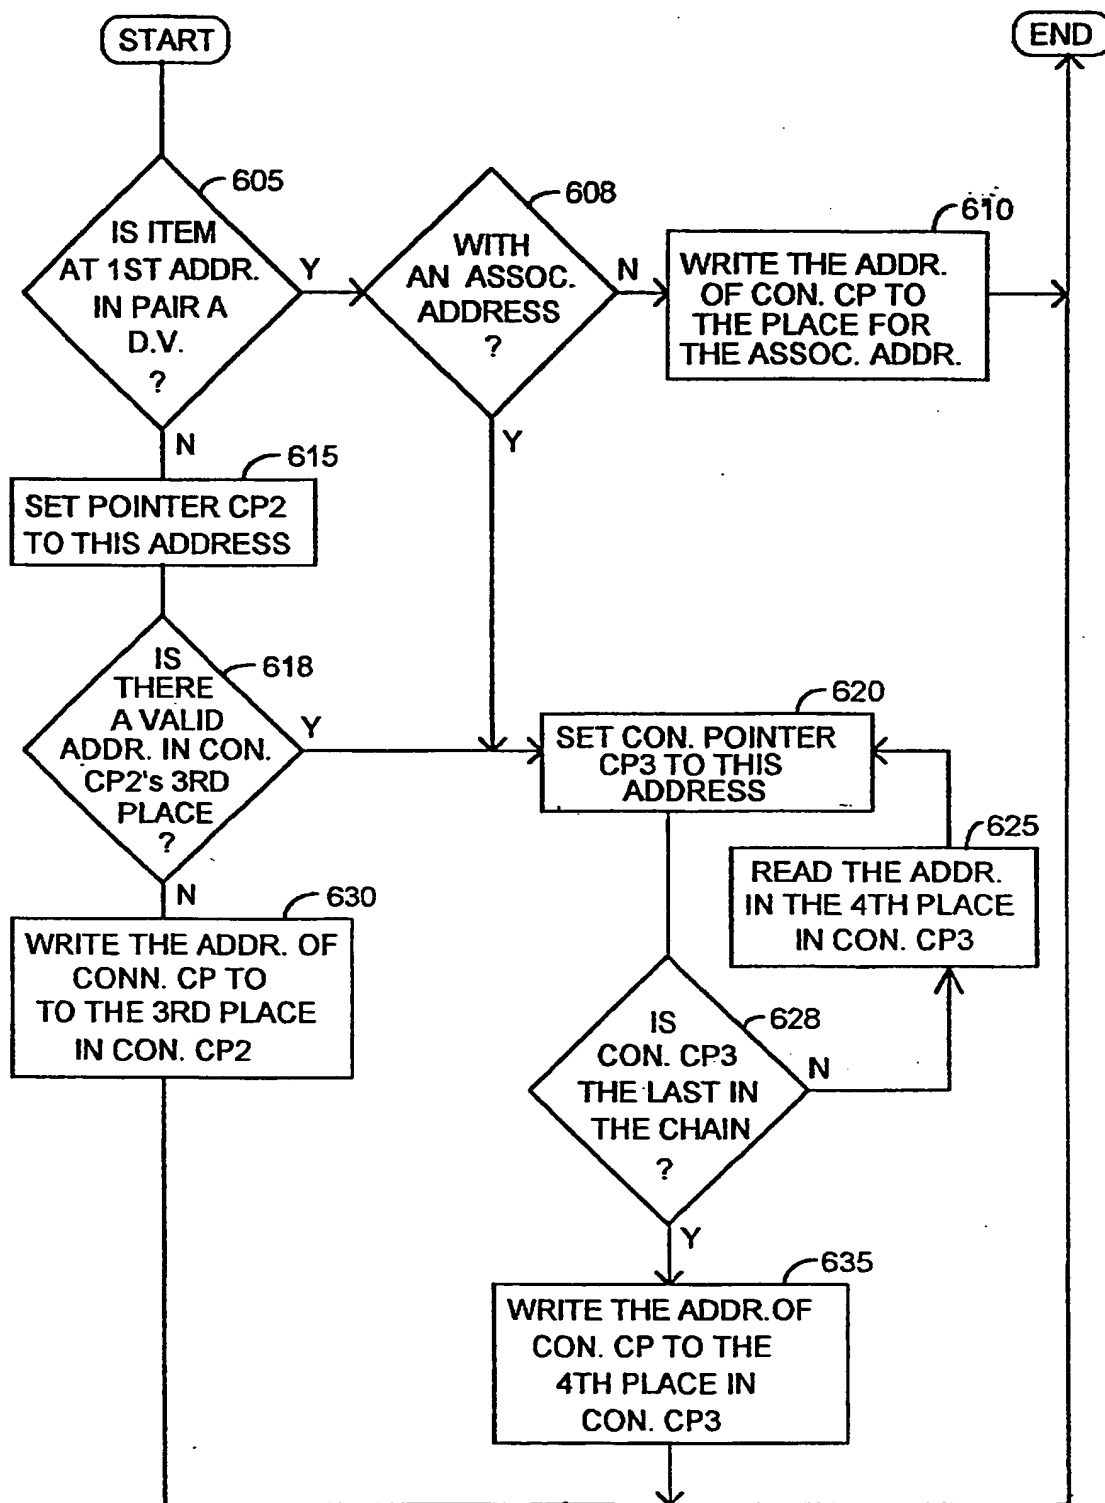 START
END
605
IS ITEM
AT 1ST ADDR.
IN PAIR A
D.V.
?
Y
608
WITH
AN ASSOC.
ADDRESS
?
N
610
WRITE THE ADDR.
OF CON. CP TO
THE PLACE FOR
THE ASSOC. ADDR.
N
Y
615
SET POINTER CP2
TO THIS ADDRESS
618
IS
THERE
A VALID
ADDR. IN CON.
CP2's 3RD
PLACE
?
Y
620
SET CON. POINTER
CP3 TO THIS
ADDRESS
625
READ THE ADDR.
IN THE 4TH PLACE
IN CON. CP3
N
630
WRITE THE ADDR. OF
CONN. CP TO
TO THE 3RD PLACE
IN CON. CP2
628
IS
CON. CP3
THE LAST IN
THE CHAIN
?
N
Y
635
WRITE THE ADDR.OF
CON. CP TO THE
4TH PLACE IN
CON. CP3